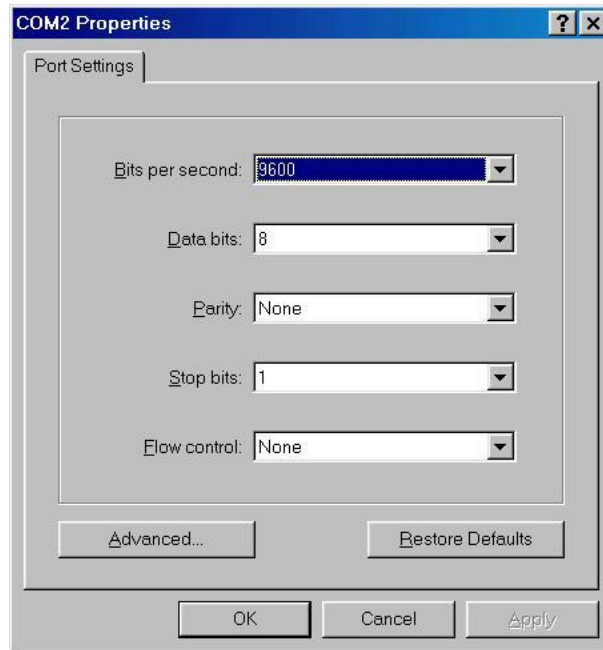 COM2 Properties
Port Settings
Bits per second: 9600
Data bits: 8
Parity: None
Stop bits: 1
Flow control: None
Advanced... Restore Defaults
OK Cancel Apply